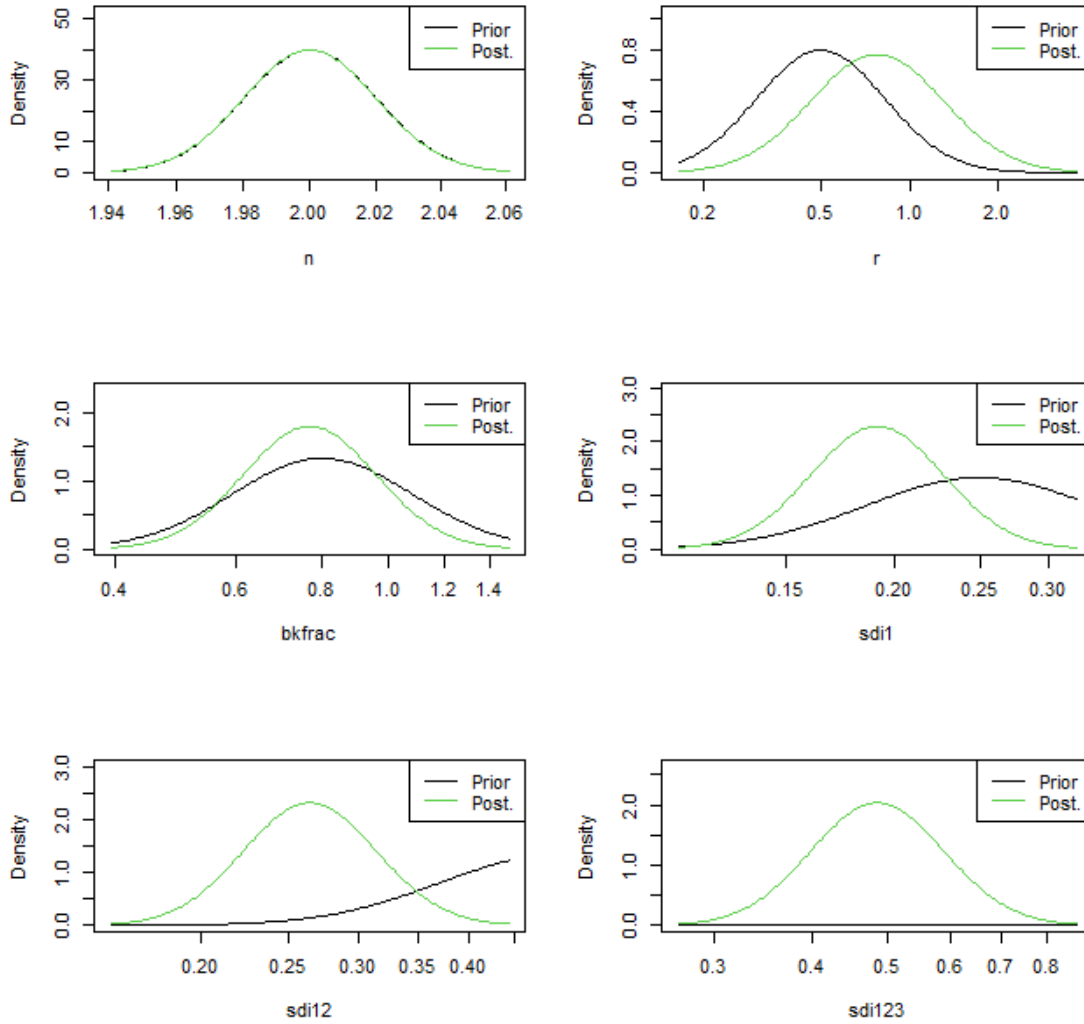 50
30
10
0
Density
Prior
Post.
1.94 1.96 1.98 2.00 2.02 2.04 2.06
n
0.8
0.4
0.0
Density
Prior
Post.
0.2 0.5 1.0 2.0
r
2.0
1.0
0.0
Density
Prior
Post.
0.4 0.6 0.8 1.0 1.2 1.4
bkfrac
3.0
2.0
1.0
0.0
Density
Prior
Post.
0.15 0.20 0.25 0.30
sdi1
3.0
2.0
1.0
0.0
Density
Prior
Post.
0.20 0.25 0.30 0.35 0.40
sdi12
2.0
1.0
0.0
Density
Prior
Post.
0.3 0.4 0.5 0.6 0.7 0.8
sdi123